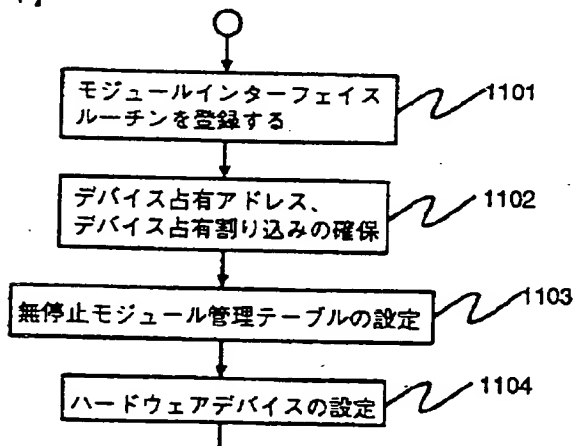 モジュールインターフェイス
ルーチンを登録する
1101
デバイス占有アドレス、
デバイス占有割り込みの確保
1102
無停止モジュール管理テーブルの設定
1103
ハードウェアデバイスの設定
1104